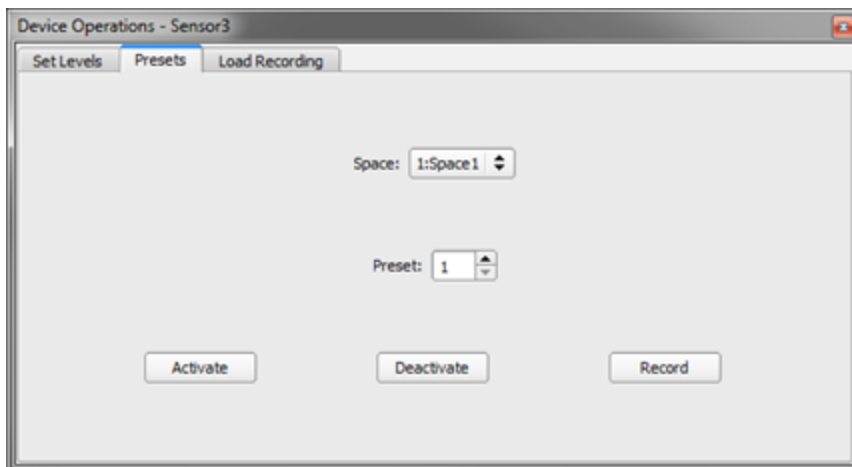 Device Operations - Sensor3
Set Levels Presets Load Recording
Space: 1:Space1
Preset: 1
Activate Deactivate Record